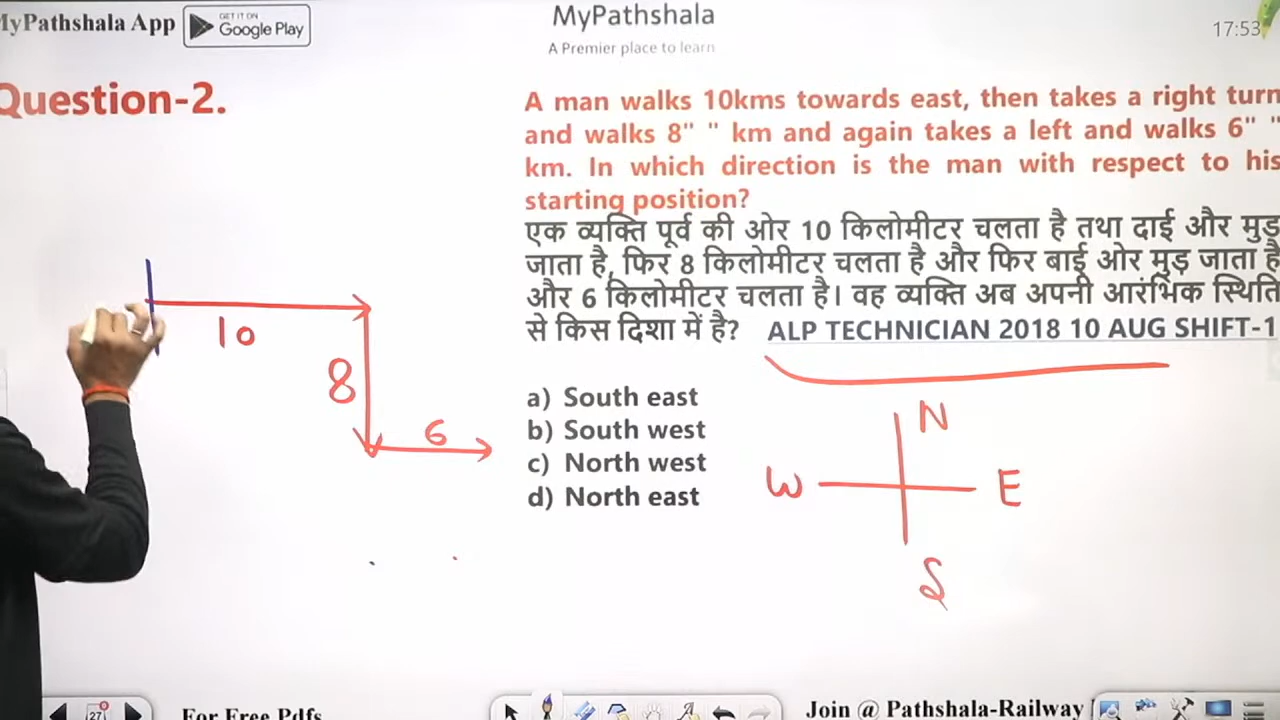 MyPathshala App
GET IT ON
Google Play
MyPathshala
A Premier place to learn
17:53
Question-2.
A man walks 10kms towards east, then takes a right turn
and walks 8" " km and again takes a left and walks 6" "
km. In which direction is the man with respect to his
starting position?
एक व्यक्ति पूर्व की ओर 10 किलोमीटर चलता है तथा दाई और मुड़
जाता है, फिर 8 किलोमीटर चलता है और फिर बाई ओर मुड़ जाता है
और 6 किलोमीटर चलता है। वह व्यक्ति अब अपनी आरंभिक स्थिति
से किस दिशा में है? ALP TECHNICIAN 2018 10 AUG SHIFT-1
10
8
6
a) South east
b) South west
c) North west
d) North east
N
W
E
S
27
For Free Pdfs
Join @ Pathshala-Railway